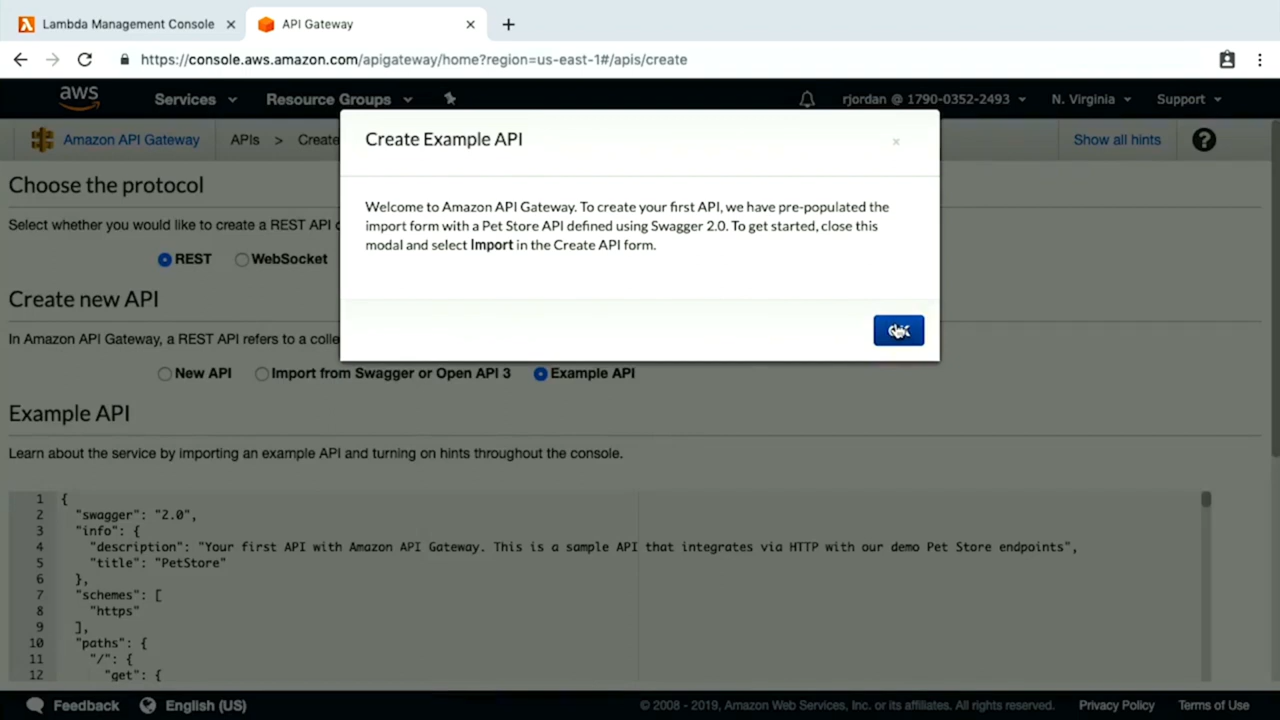 Lambda Management Console
API Gateway
https://console.aws.amazon.com/apigateway/home?region=us-east-1#/apis/create
aws Services Resource Groups rjordan @ 1790-0352-2493 N. Virginia Support
Amazon API Gateway APIs > Create Show all hints ?
Create Example API ×
Welcome to Amazon API Gateway. To create your first API, we have pre-populated the
import form with a Pet Store API defined using Swagger 2.0. To get started, close this
modal and select Import in the Create API form.
Choose the protocol
Select whether you would like to create a REST API
REST WebSocket
Create new API
In Amazon API Gateway, a REST API refers to a
New API Import from Swagger or Open API 3 Example API
Example API
Learn about the service by importing an example API and turning on hints throughout the console.
1 {
2 "swagger": "2.0",
3 "info": {
4 "description": "Your first API with Amazon API Gateway. This is a sample API that integrates via HTTP with our demo Pet Store endpoints",
5 "title": "PetStore"
6 },
7 "schemes": [
8 "https"
9 ],
10 "paths": {
11 "/": {
12 "get": {
Feedback English (US) © 2008 - 2019, Amazon Web Services, Inc. or its affiliates. All rights reserved. Privacy Policy Terms of Use